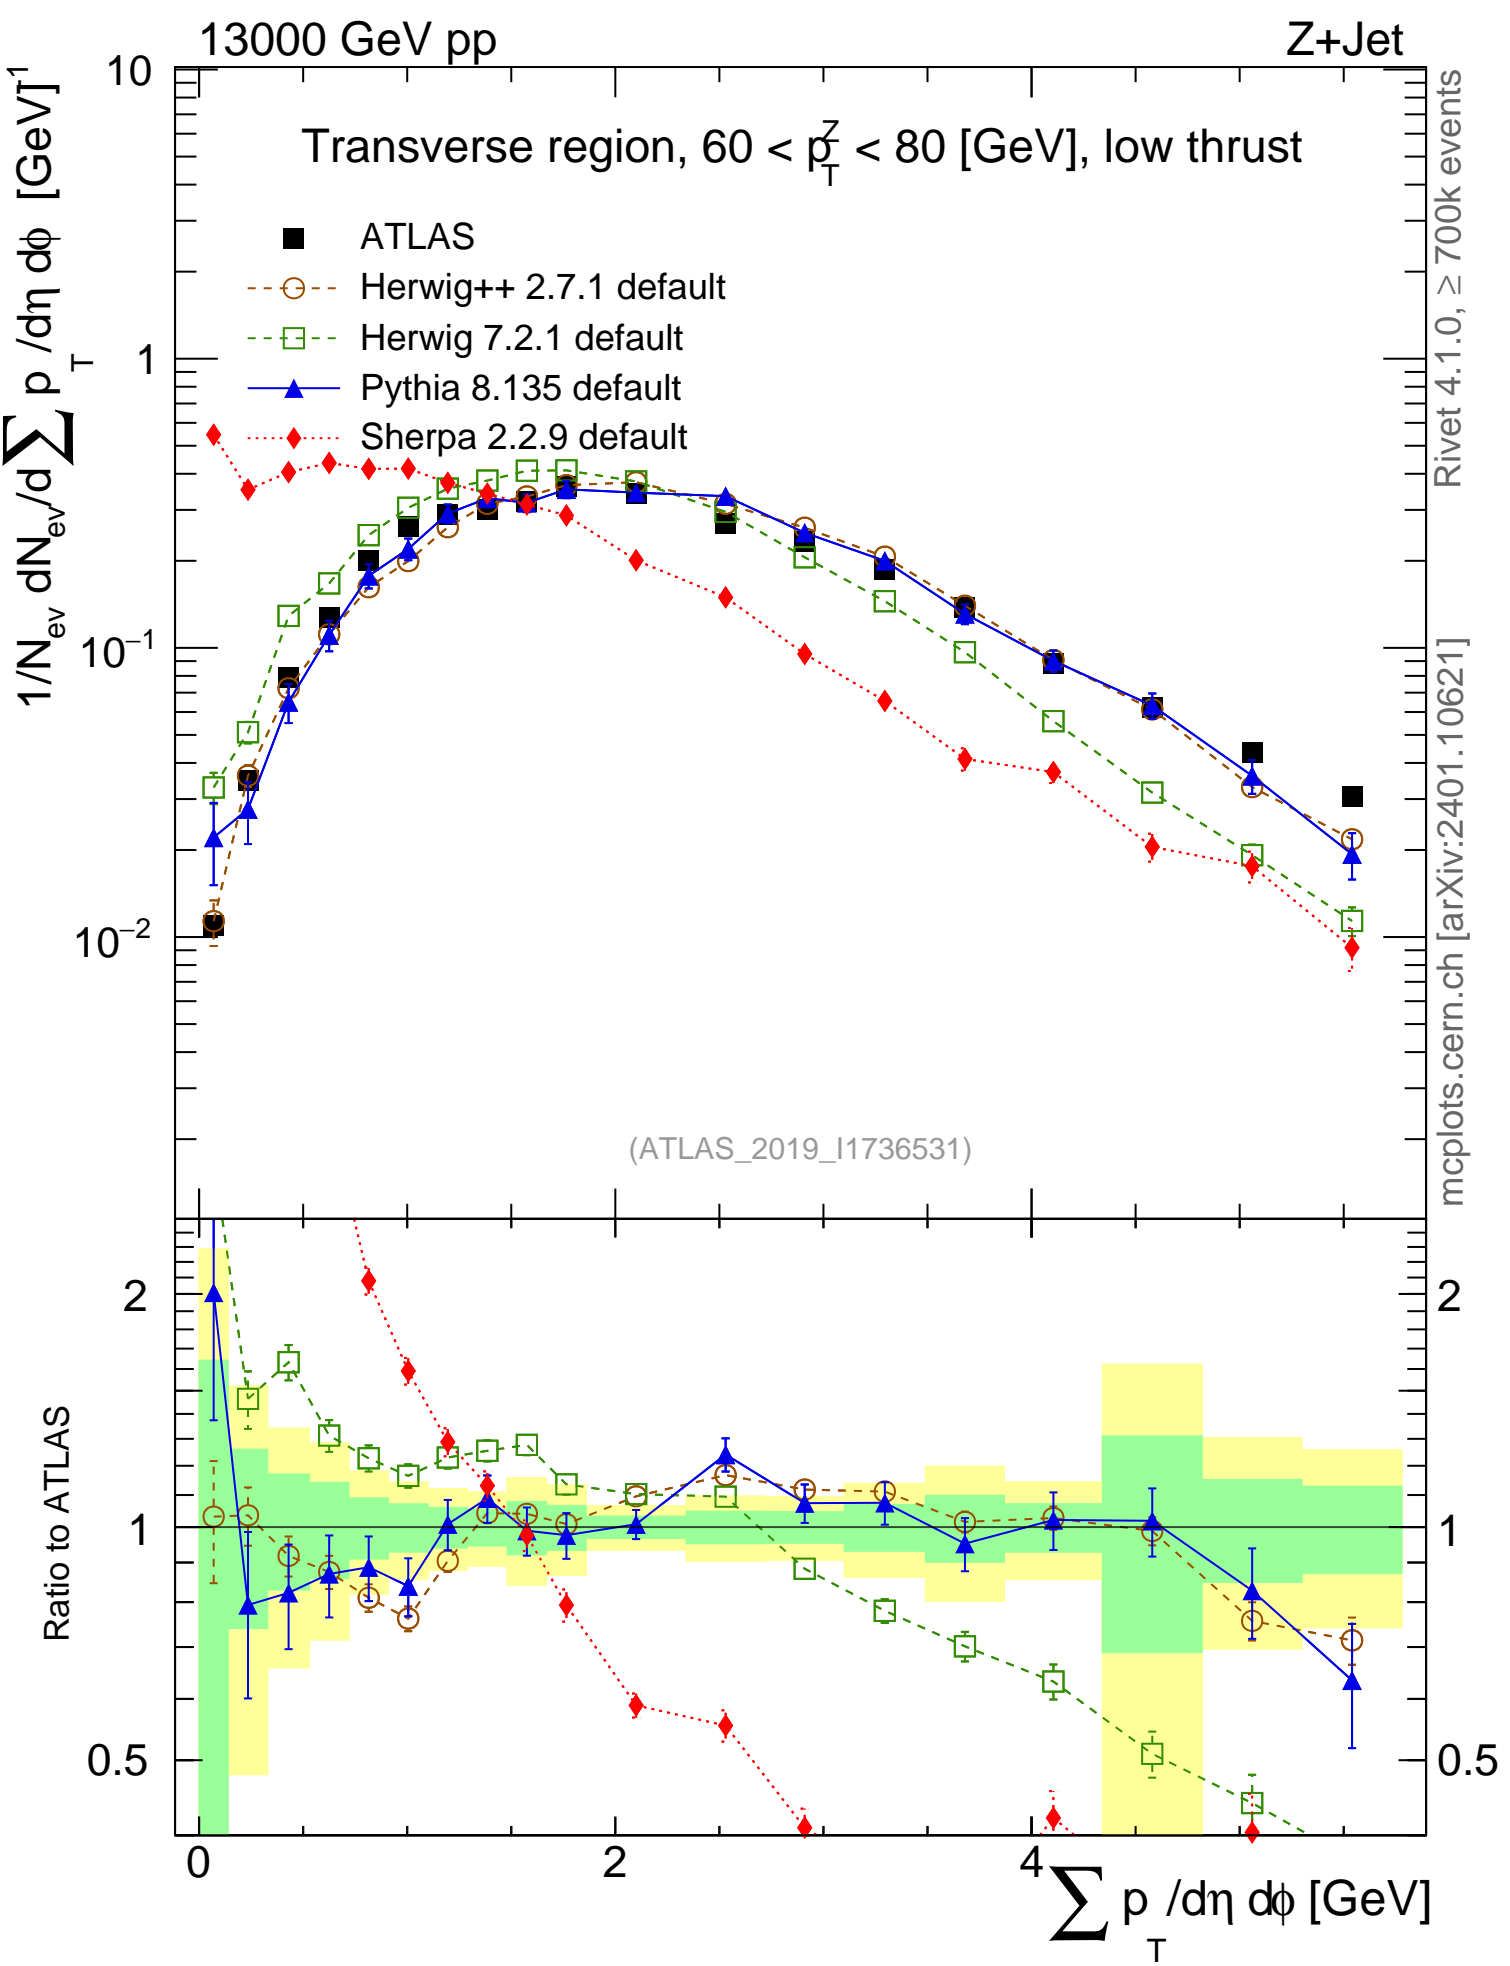 13000 GeV pp
Z+Jet
Transverse region, 60 < p_T^Z < 80 [GeV], low thrust
ATLAS
Herwig++ 2.7.1 default
Herwig 7.2.1 default
Pythia 8.135 default
Sherpa 2.2.9 default
1/N_ev dN_ev/d∑ p_T/dη dϕ [GeV]^-1
10
1
10^−1
10^−2
(ATLAS_2019_I1736531)
Rivet 4.1.0, ≥ 700k events
mcplots.cern.ch [arXiv:2401.10621]
Ratio to ATLAS
2
1
0.5
2
1
0.5
0
2
4
∑ p_T/dη dϕ [GeV]